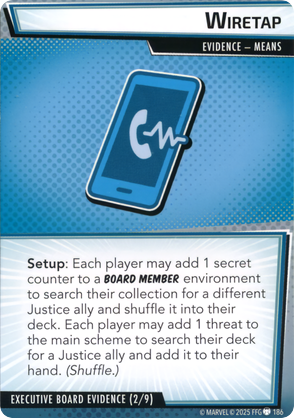 Wiretap
Evidence – Means
Setup: Each player may add 1 secret
counter to a BOARD MEMBER environment
to search their collection for a different
Justice ally and shuffle it into their
deck. Each player may add 1 threat to
the main scheme to search their deck
for a Justice ally and add it to their
hand. (Shuffle.)
Executive Board Evidence (2/9)
© MARVEL © 2025 FFG 186